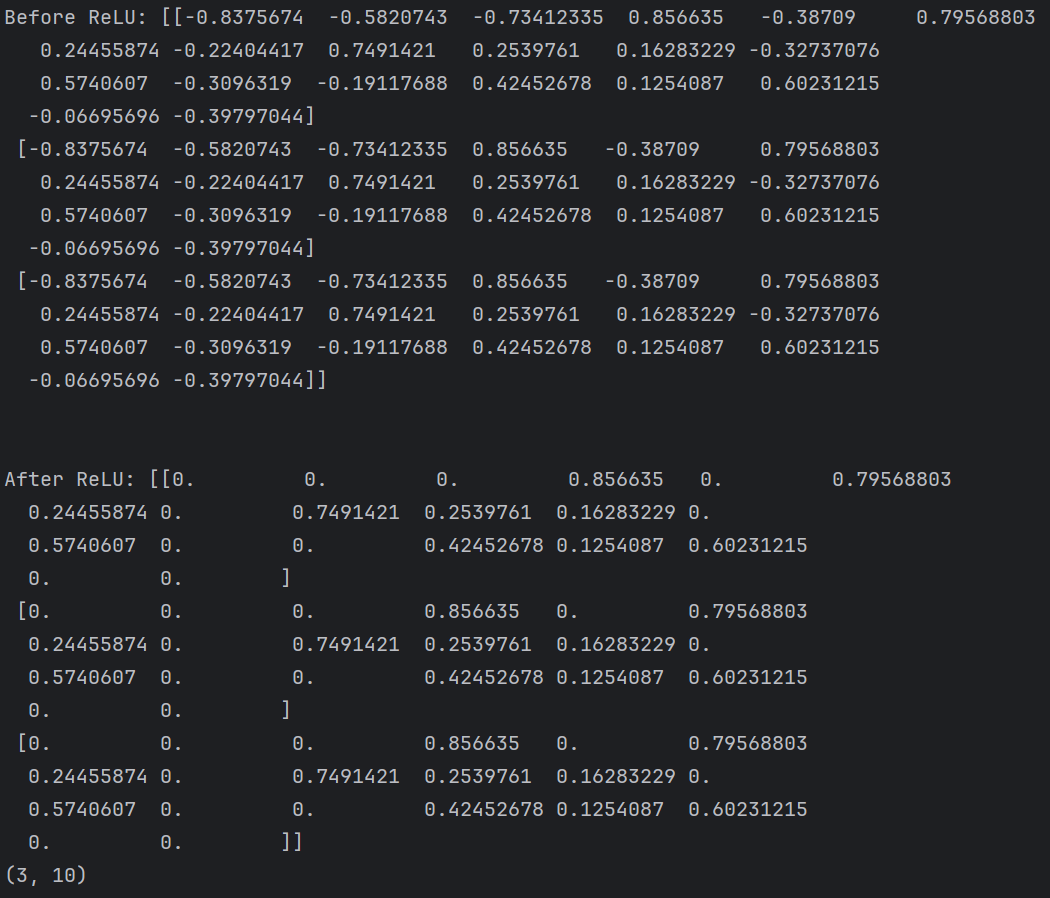 Before ReLU: [[-0.8375674  -0.5820743  -0.73412335  0.856635   -0.38709     0.79568803
   0.24455874 -0.22404417  0.7491421   0.2539761   0.16283229 -0.32737076
   0.5740607  -0.3096319  -0.19117688  0.42452678  0.1254087   0.60231215
  -0.06695696 -0.39797044]
 [-0.8375674  -0.5820743  -0.73412335  0.856635   -0.38709     0.79568803
   0.24455874 -0.22404417  0.7491421   0.2539761   0.16283229 -0.32737076
   0.5740607  -0.3096319  -0.19117688  0.42452678  0.1254087   0.60231215
  -0.06695696 -0.39797044]
 [-0.8375674  -0.5820743  -0.73412335  0.856635   -0.38709     0.79568803
   0.24455874 -0.22404417  0.7491421   0.2539761   0.16283229 -0.32737076
   0.5740607  -0.3096319  -0.19117688  0.42452678  0.1254087   0.60231215
  -0.06695696 -0.39797044]]
After ReLU: [[0.         0.         0.         0.856635   0.         0.79568803
  0.24455874 0.         0.7491421  0.2539761  0.16283229 0.
  0.5740607  0.         0.         0.42452678 0.1254087  0.60231215
  0.         0.        ]
 [0.         0.         0.         0.856635   0.         0.79568803
  0.24455874 0.         0.7491421  0.2539761  0.16283229 0.
  0.5740607  0.         0.         0.42452678 0.1254087  0.60231215
  0.         0.        ]
 [0.         0.         0.         0.856635   0.         0.79568803
  0.24455874 0.         0.7491421  0.2539761  0.16283229 0.
  0.5740607  0.         0.         0.42452678 0.1254087  0.60231215
  0.         0.        ]]
(3, 10)